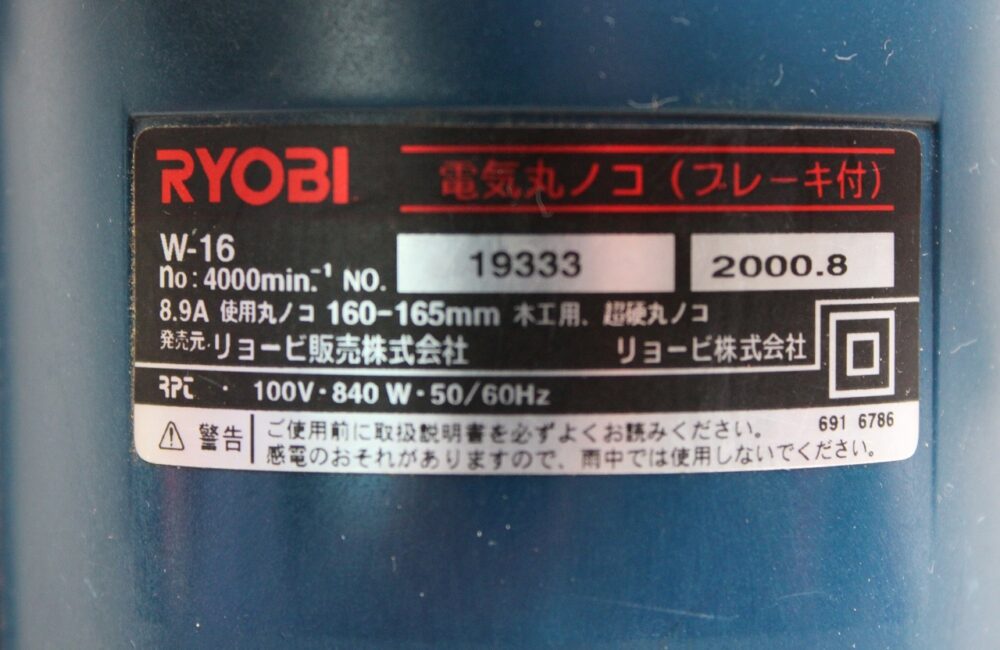 RYOBI 電気丸ノコ(ブレーキ付)
W-16
no:4000min.⁻¹ NO. 19333 2000.8
8.9A 使用丸ノコ 160-165mm 木工用、超硬丸ノコ
発売元.リョービ販売株式会社 リョービ株式会社
RPC ・ 100V・840W・50/60Hz
警告 ご使用前に取扱説明書を必ずよくお読みください。 691 6786
感電のおそれがありますので、雨中では使用しないでください。